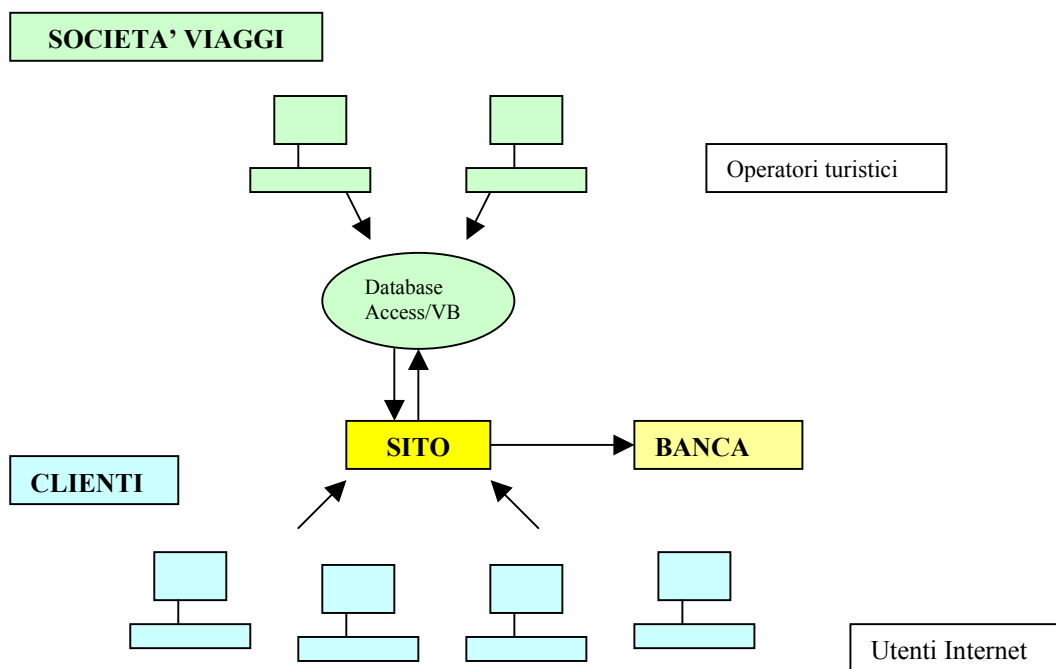 SOCIETA’ VIAGGI
Operatori turistici
Database
Access/VB
SITO
BANCA
CLIENTI
Utenti Internet